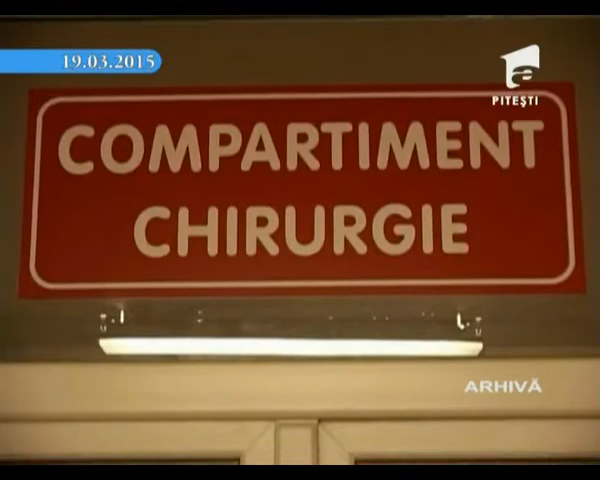 19.03.2015
PITEȘTI
COMPARTIMENT
CHIRURGIE
ARHIVĂ